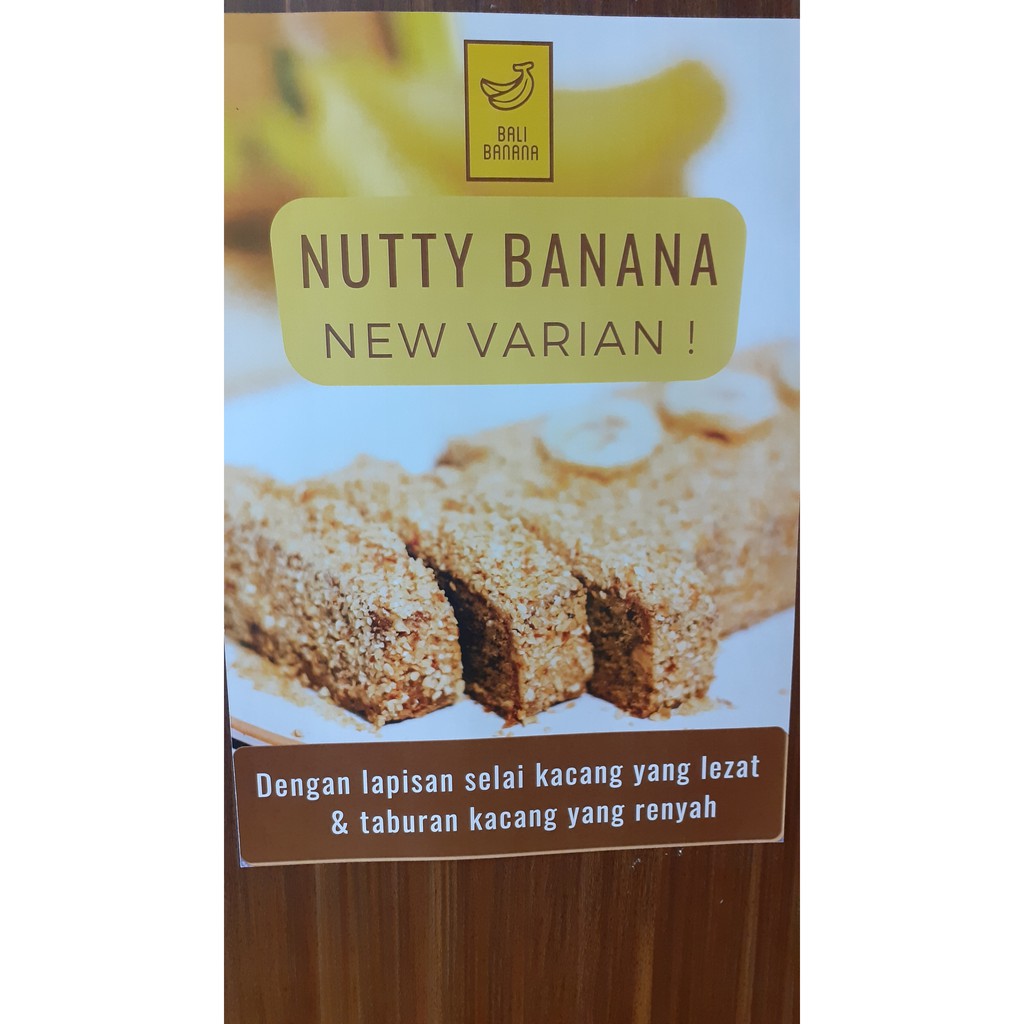 BALI
BANANA
NUTTY BANANA
NEW VARIAN !
Dengan lapisan selai kacang yang lezat
& taburan kacang yang renyah